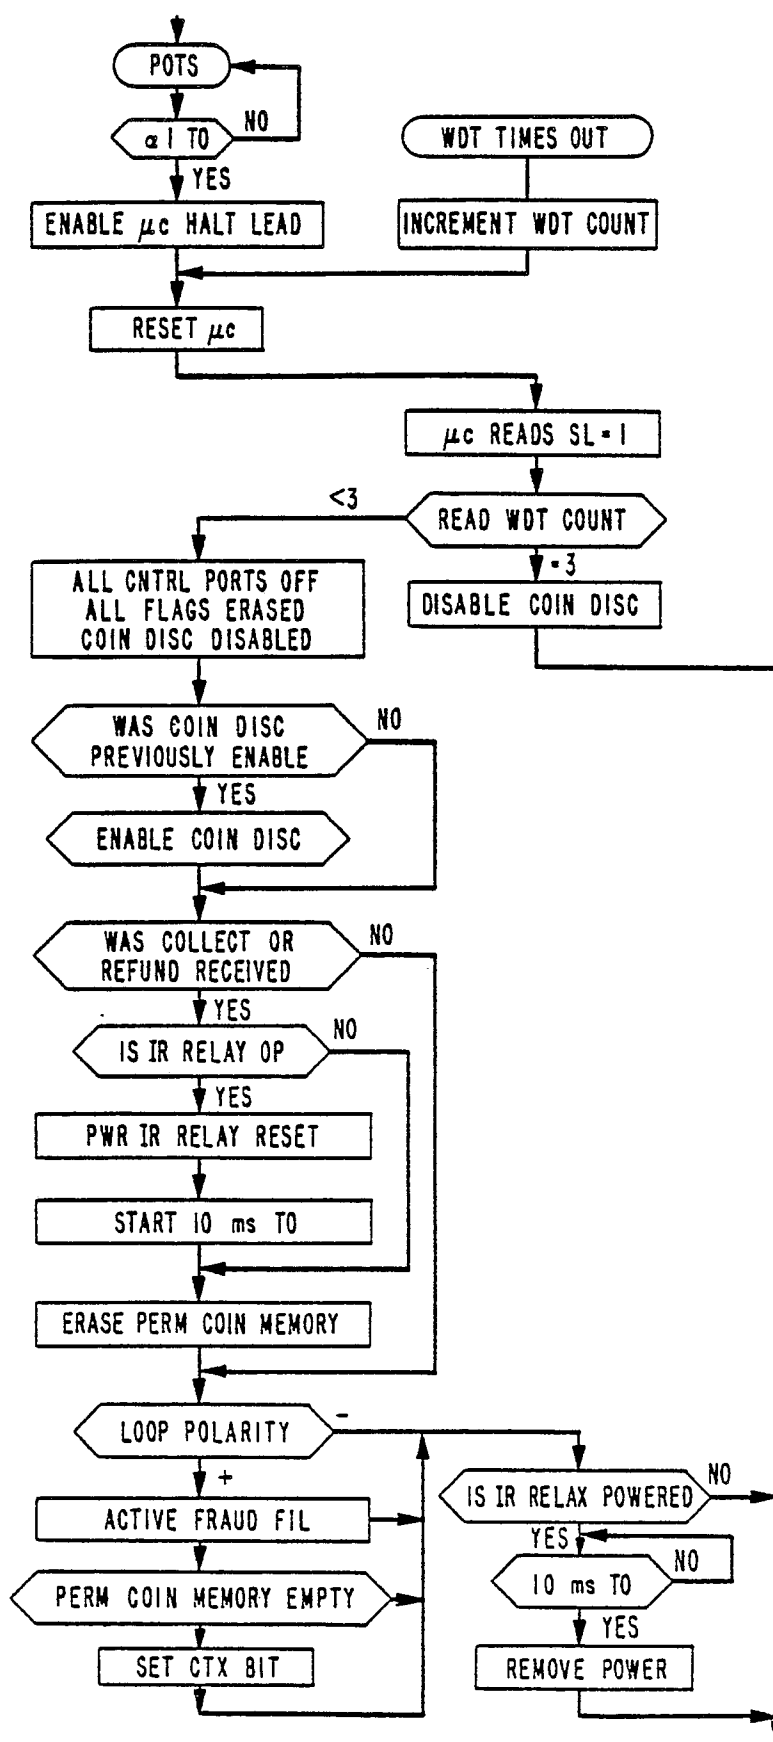 POTS
α 1 TO
NO
YES
ENABLE μc HALT LEAD
WDT TIMES OUT
INCREMENT WDT COUNT
RESET μc
μc READS SL=1
READ WDT COUNT
<3
=3
ALL CNTRL PORTS OFF
ALL FLAGS ERASED
COIN DISC DISABLED
DISABLE COIN DISC
WAS COIN DISC
PREVIOUSLY ENABLE
NO
YES
ENABLE COIN DISC
WAS COLLECT OR
REFUND RECEIVED
NO
YES
IS IR RELAY OP
NO
YES
PWR IR RELAY RESET
START 10 ms TO
ERASE PERM COIN MEMORY
LOOP POLARITY
-
+
ACTIVE FRAUD FIL
PERM COIN MEMORY EMPTY
SET CTX BIT
IS IR RELAX POWERED
NO
YES
10 ms TO
NO
YES
REMOVE POWER